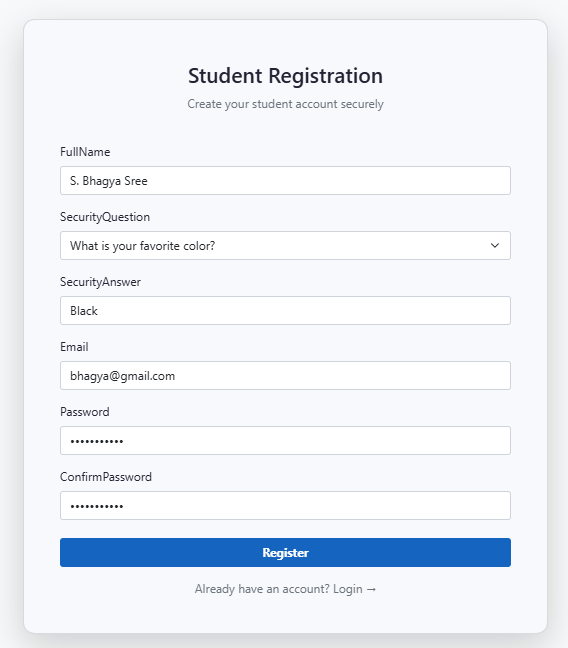 Student Registration
Create your student account securely
FullName
S. Bhagya Sree
SecurityQuestion
What is your favorite color?
SecurityAnswer
Black
Email
bhagya@gmail.com
Password
•••••••••••
ConfirmPassword
•••••••••••
Register
Already have an account? Login →